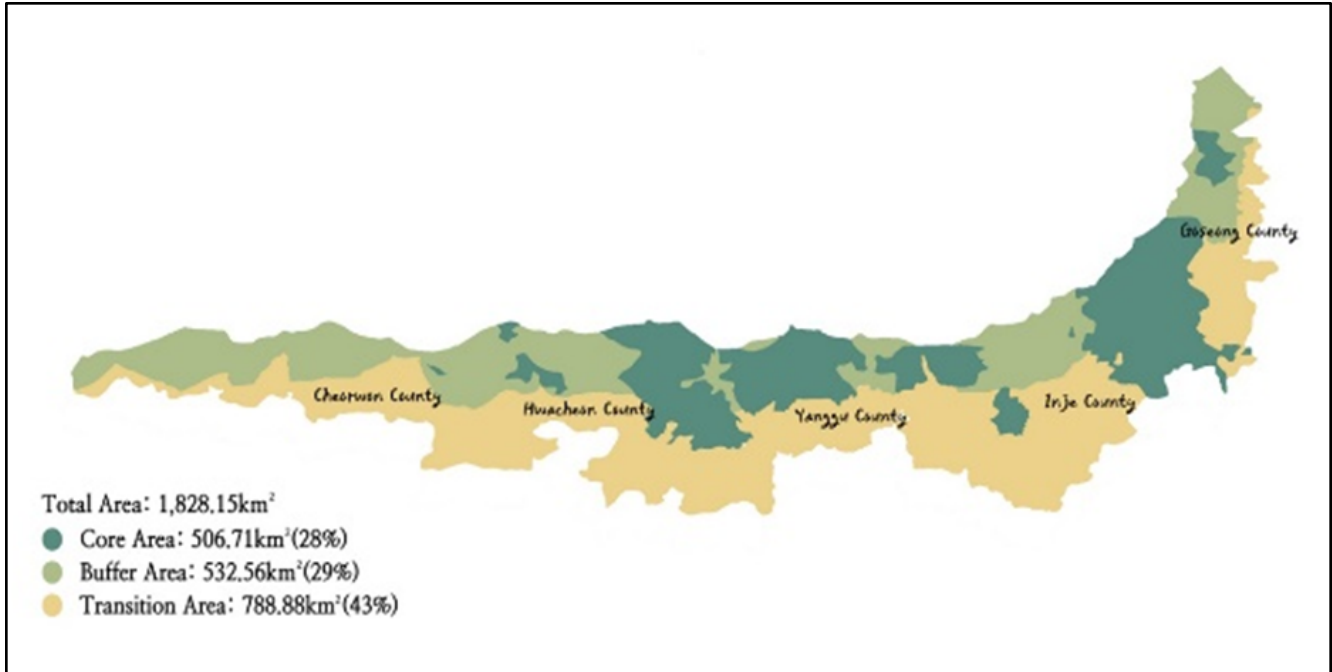 Goseong County
Cheorwon County
Hwacheon County
Yanggu County
Inje County
Total Area: 1,828.15km²
Core Area: 506.71km²(28%)
Buffer Area: 532.56km²(29%)
Transition Area: 788.88km²(43%)